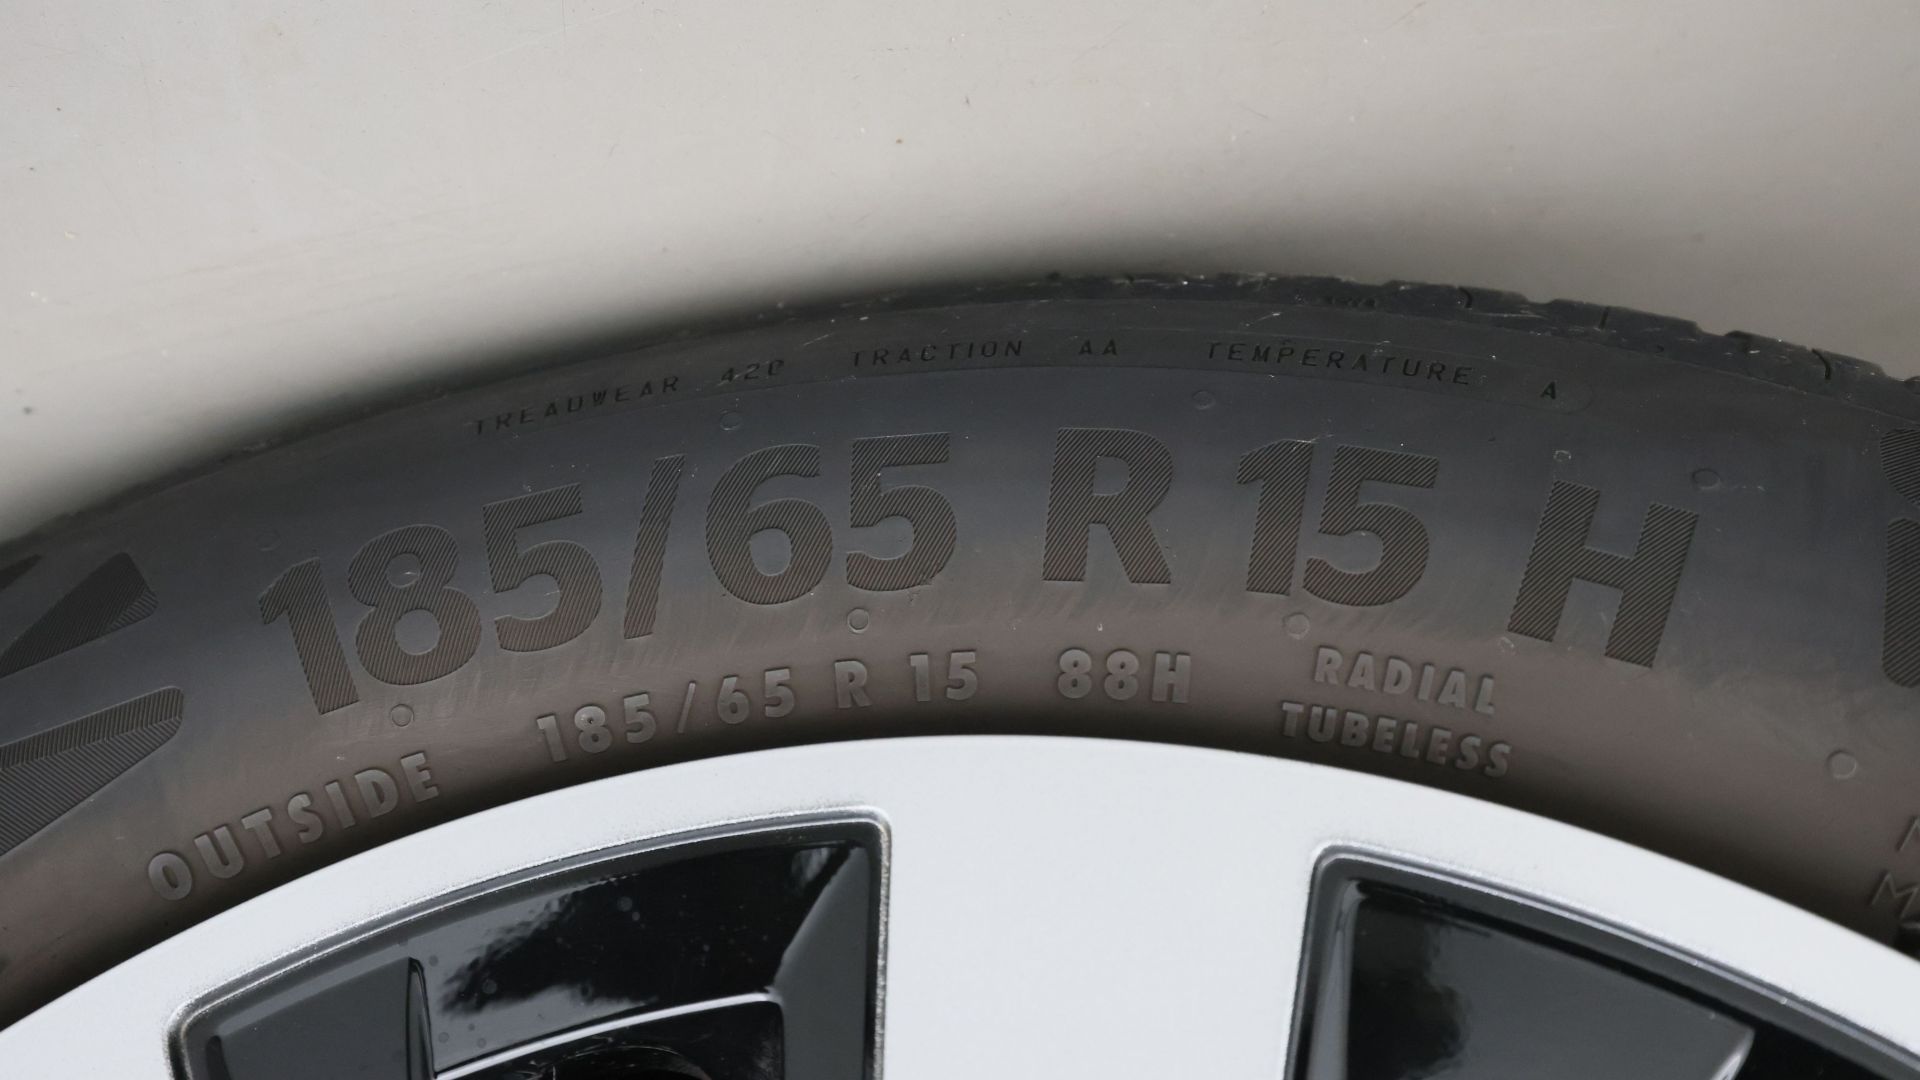 TREADWEAR 420 TRACTION AA TEMPERATURE A
185/65 R 15 H
OUTSIDE 185/65 R 15 88H RADIAL
TUBELESS